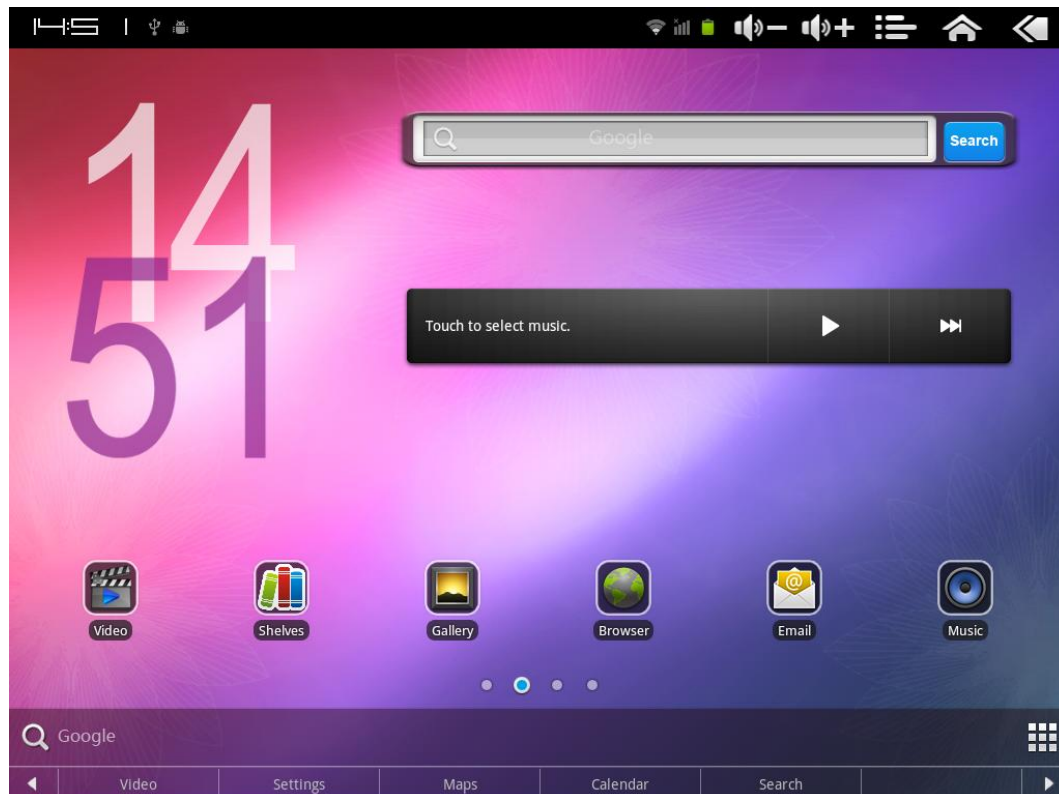 14:51
14
51
Google
Search
Touch to select music.
Video Shelves Gallery Browser Email Music
Google
Video Settings Maps Calendar Search